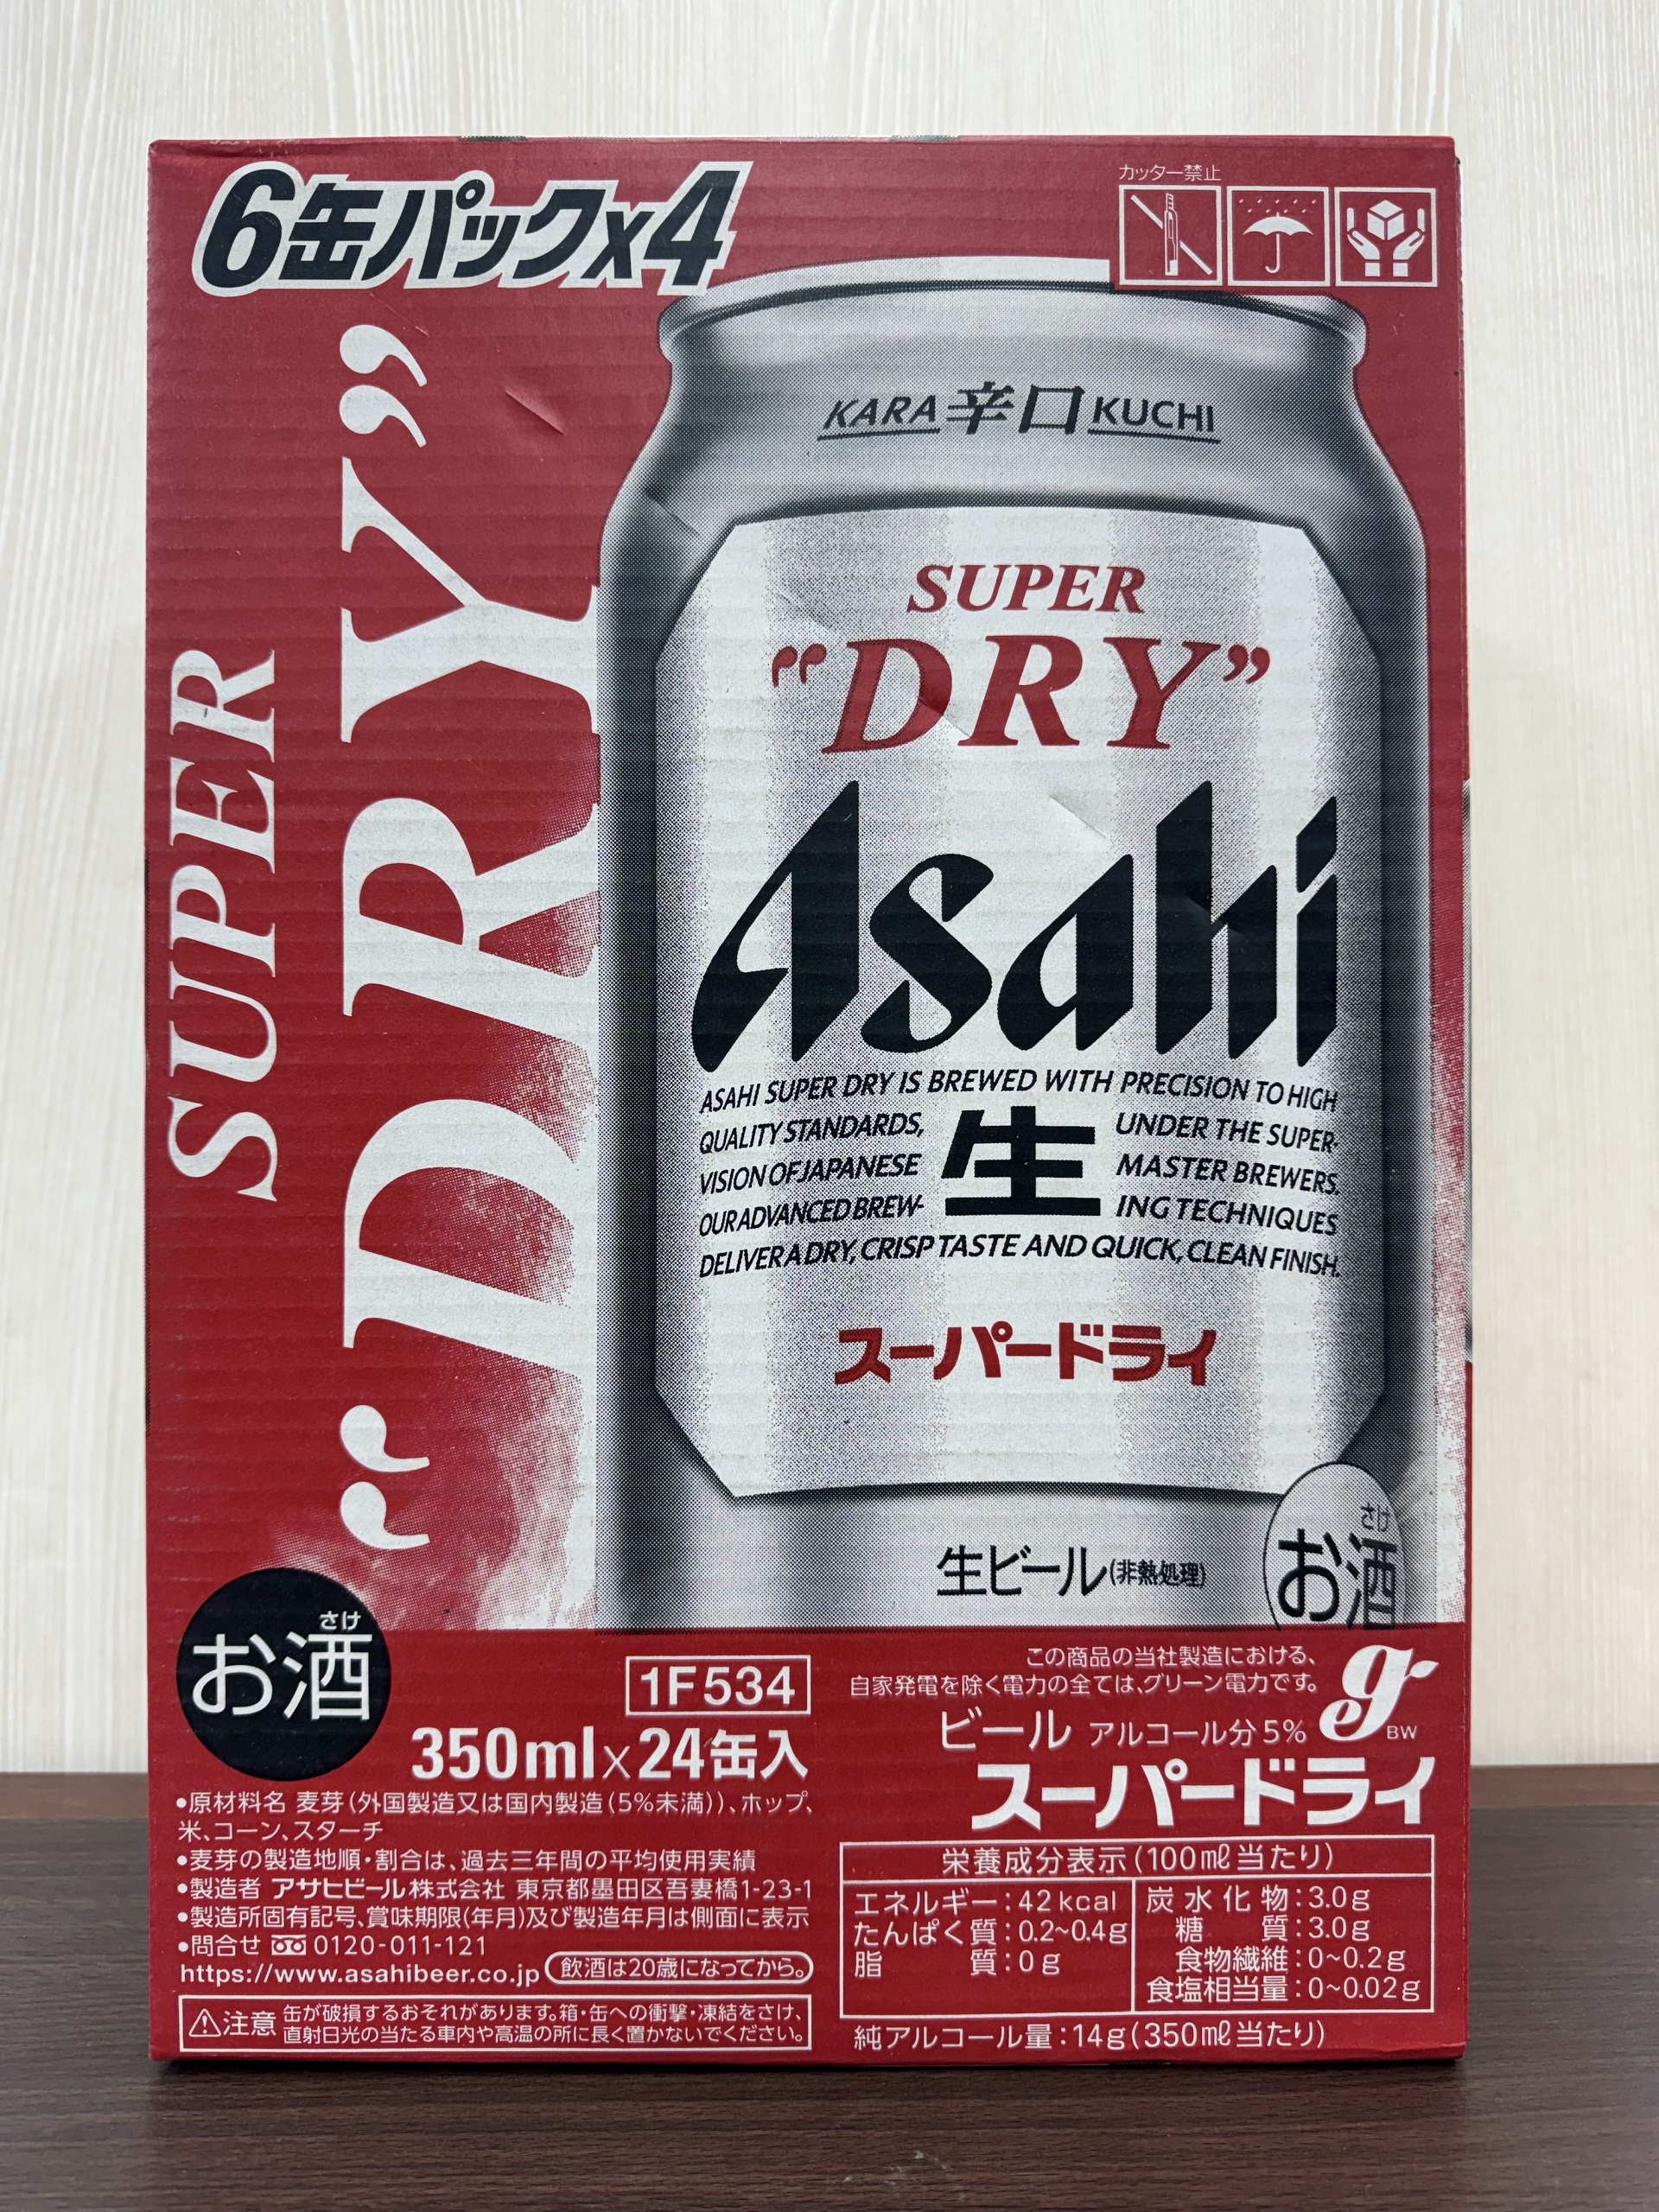 6缶パックx4
カッター禁止
SUPER
"DRY"
KARA 辛口 KUCHI
SUPER
"DRY"
Asahi
ASAHI SUPER DRY IS BREWED WITH PRECISION TO HIGH
QUALITY STANDARDS, UNDER THE SUPER-
VISION OF JAPANESE MASTER BREWERS.
OUR ADVANCED BREW- ING TECHNIQUES
生
DELIVER A DRY, CRISP TASTE AND QUICK, CLEAN FINISH.
スーパードライ
生ビール(非熱処理)
さけ
お酒
さけ
お酒
1F534
350ml×24缶入
•原材料名 麦芽(外国製造又は国内製造(5%未満))、ホップ、
米、コーン、スターチ
•麦芽の製造地順・割合は、過去三年間の平均使用実績
•製造者 アサヒビール株式会社 東京都墨田区吾妻橋1-23-1
•製造所固有記号、賞味期限(年月)及び製造年月は側面に表示
•問合せ 0120-011-121
https://www.asahibeer.co.jp 飲酒は20歳になってから。
⚠注意 缶が破損するおそれがあります。箱・缶への衝撃・凍結をさけ、
直射日光の当たる車内や高温の所に長く置かないでください。
この商品の当社製造における、
自家発電を除く電力の全ては、グリーン電力です。
g BW
ビール アルコール分5%
スーパードライ
栄養成分表示(100ml当たり)
エネルギー:42kcal
たんぱく質:0.2~0.4g
脂質:0g
炭水化物:3.0g
糖質:3.0g
食物繊維:0~0.2g
食塩相当量:0~0.02g
純アルコール量:14g(350ml当たり)